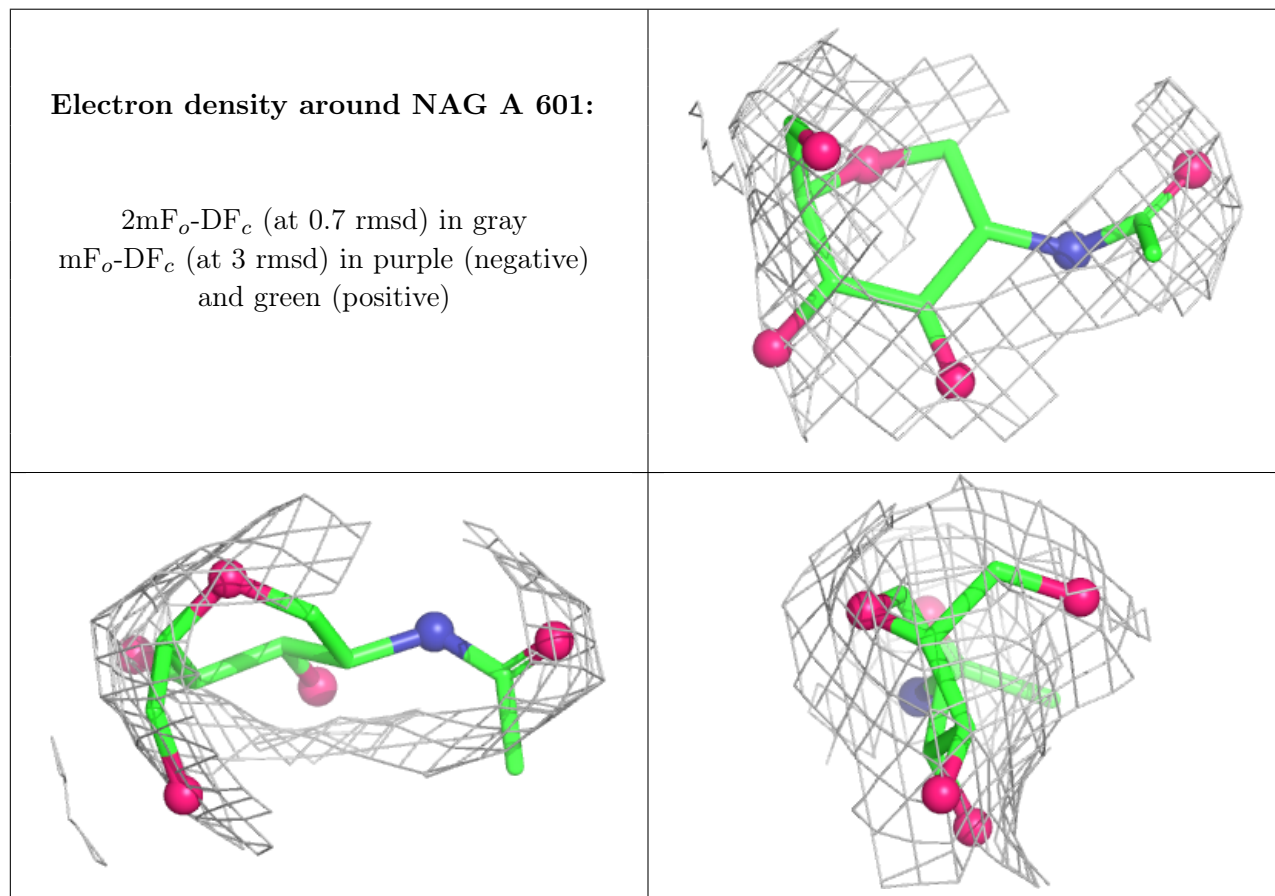 Electron density around NAG A 601:
2mFo-DFc (at 0.7 rmsd) in gray
mFo-DFc (at 3 rmsd) in purple (negative)
and green (positive)